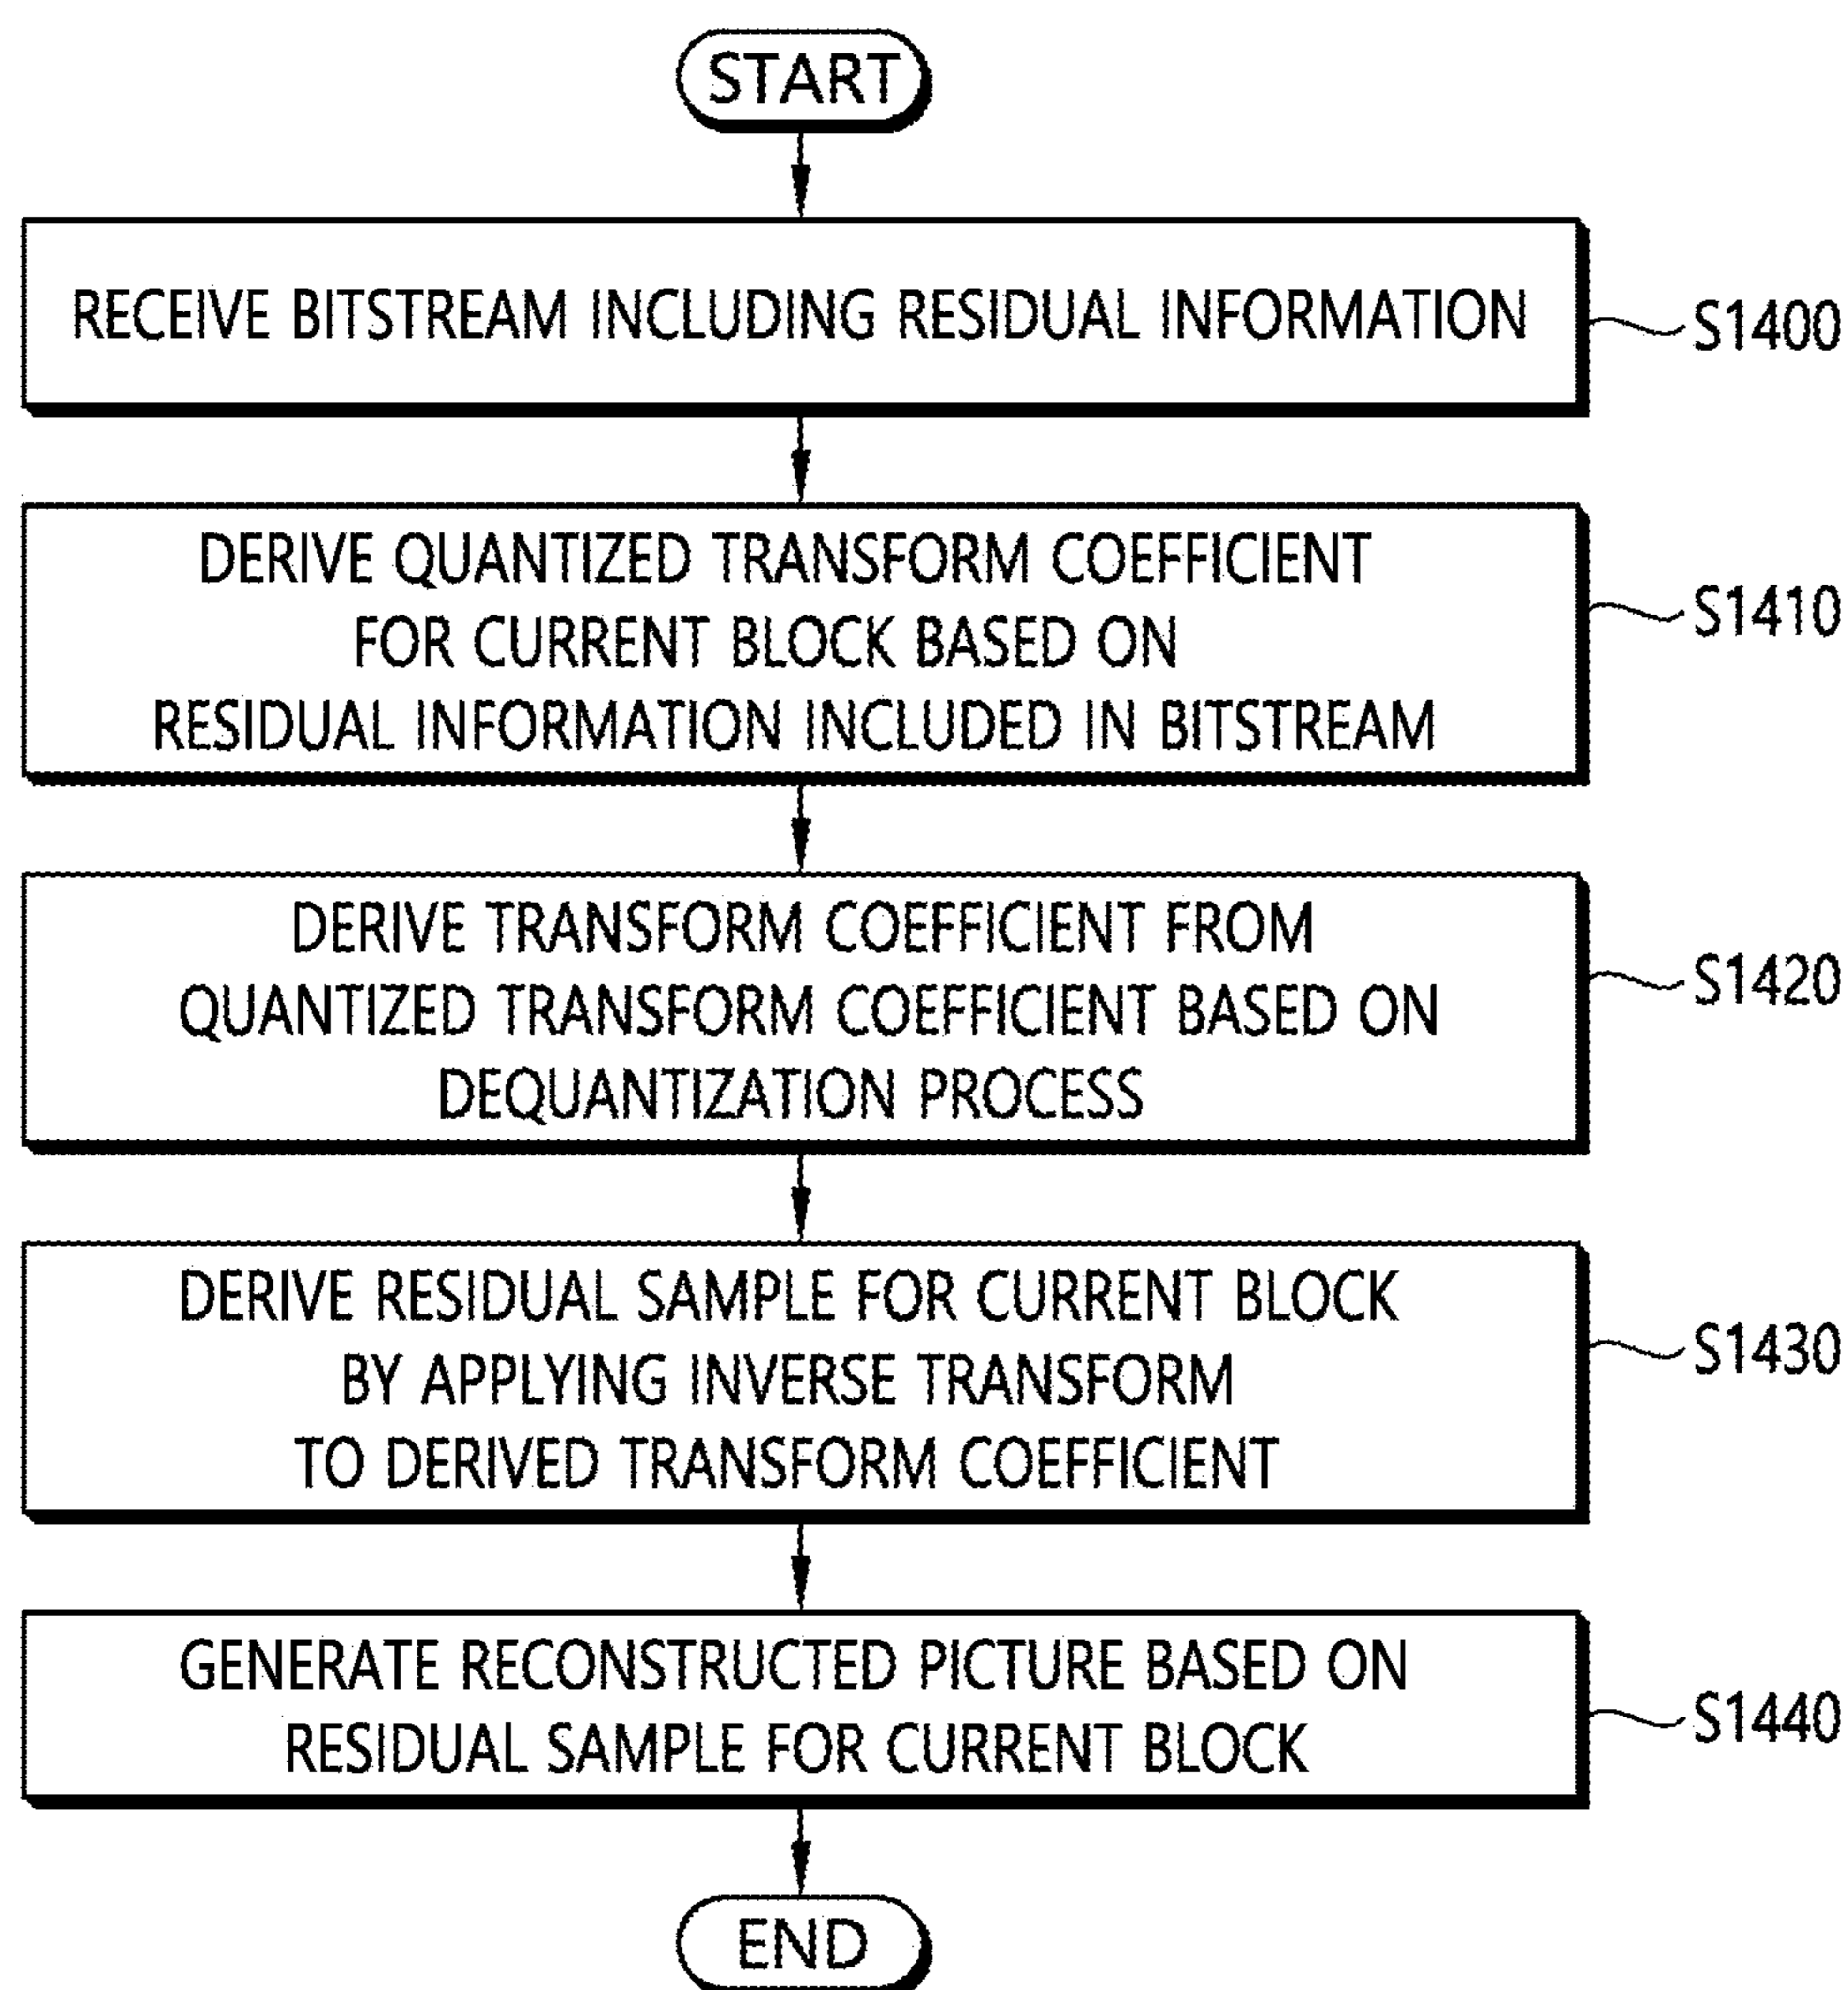 START
RECEIVE BITSTREAM INCLUDING RESIDUAL INFORMATION
S1400
DERIVE QUANTIZED TRANSFORM COEFFICIENT
FOR CURRENT BLOCK BASED ON
RESIDUAL INFORMATION INCLUDED IN BITSTREAM
S1410
DERIVE TRANSFORM COEFFICIENT FROM
QUANTIZED TRANSFORM COEFFICIENT BASED ON
DEQUANTIZATION PROCESS
S1420
DERIVE RESIDUAL SAMPLE FOR CURRENT BLOCK
BY APPLYING INVERSE TRANSFORM
TO DERIVED TRANSFORM COEFFICIENT
S1430
GENERATE RECONSTRUCTED PICTURE BASED ON
RESIDUAL SAMPLE FOR CURRENT BLOCK
S1440
END